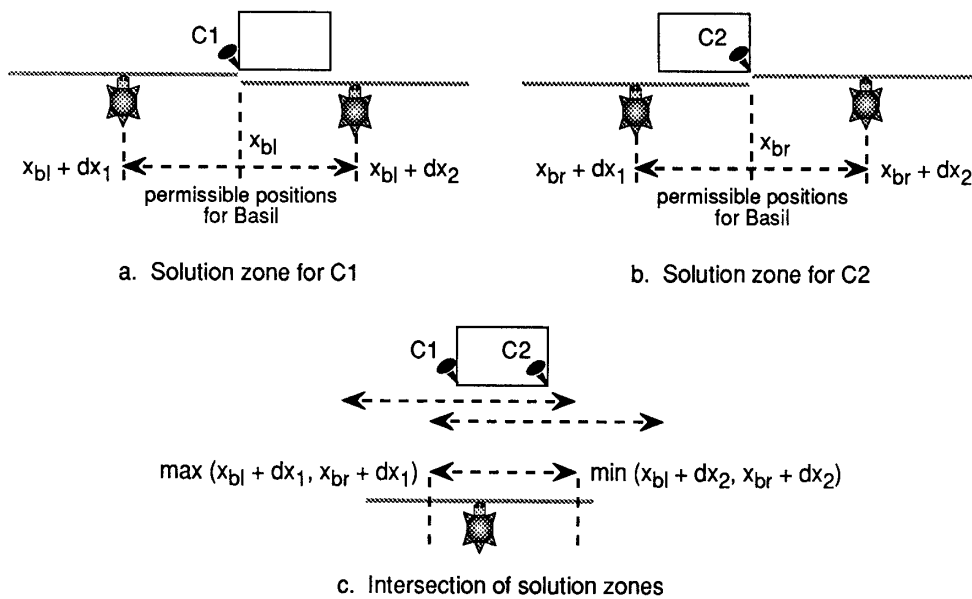 C1
x_bl
x_bl + dx_1
x_bl + dx_2
permissible positions
for Basil
a. Solution zone for C1
C2
x_br
x_br + dx_1
x_br + dx_2
permissible positions
for Basil
b. Solution zone for C2
C1 C2
max (x_bl + dx_1, x_br + dx_1) min (x_bl + dx_2, x_br + dx_2)
c. Intersection of solution zones